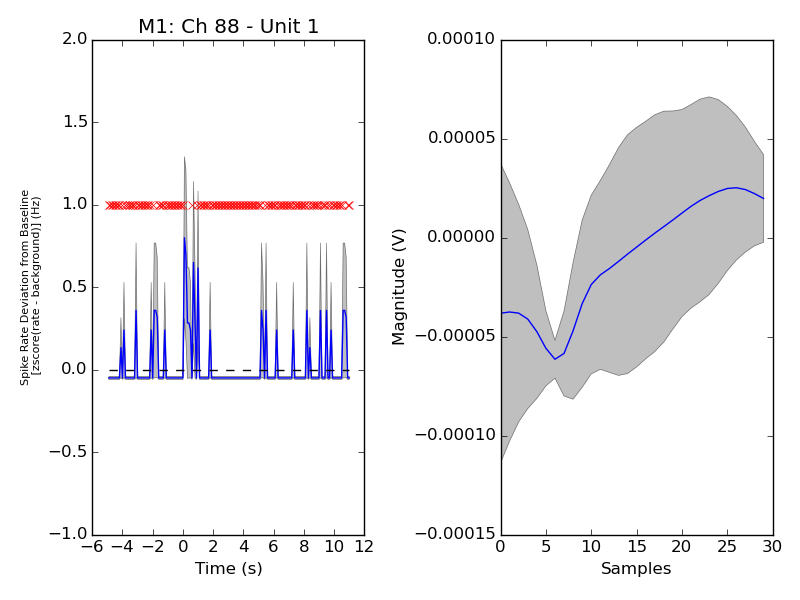 M1: Ch 88 - Unit 1
2.0
1.5
1.0
0.5
0.0
−0.5
−1.0
−6 −4 −2 0 2 4 6 8 10 12
Time (s)
Spike Rate Deviation from Baseline
[zscore(rate - background)] (Hz)
0.00010
0.00005
0.00000
−0.00005
−0.00010
−0.00015
0 5 10 15 20 25 30
Samples
Magnitude (V)